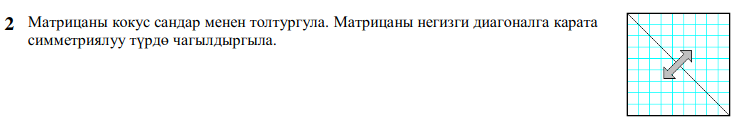 2 Матрицаны кокус сандар менен толтургула. Матрицаны негизги диагоналга карата
симметриялуу түрдө чагылдыргыла.